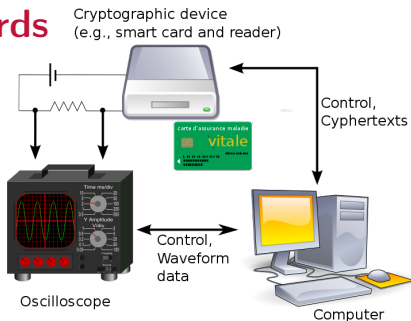 rds
Cryptographic device
(e.g., smart card and reader)
Control,
Cyphertexts
carte d'assurance maladie
vitale
Time ms/div
Y Amplitude
V/div
Control,
Waveform
data
Oscilloscope
Computer